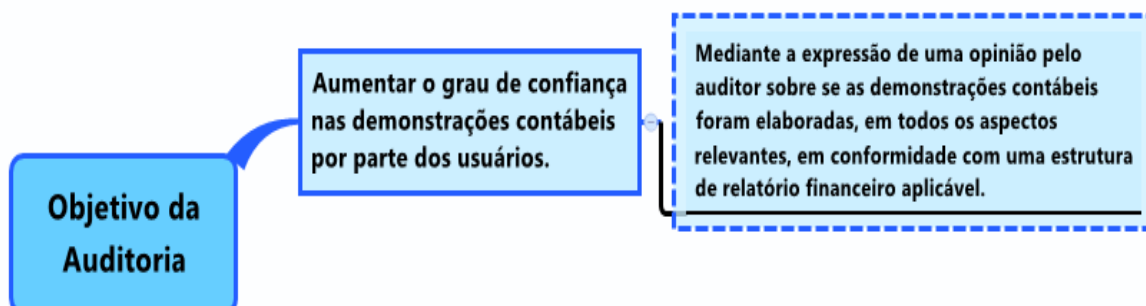 Objetivo da
Auditoria
Aumentar o grau de confiança
nas demonstrações contábeis
por parte dos usuários.
Mediante a expressão de uma opinião pelo
auditor sobre se as demonstrações contábeis
foram elaboradas, em todos os aspectos
relevantes, em conformidade com uma estrutura
de relatório financeiro aplicável.